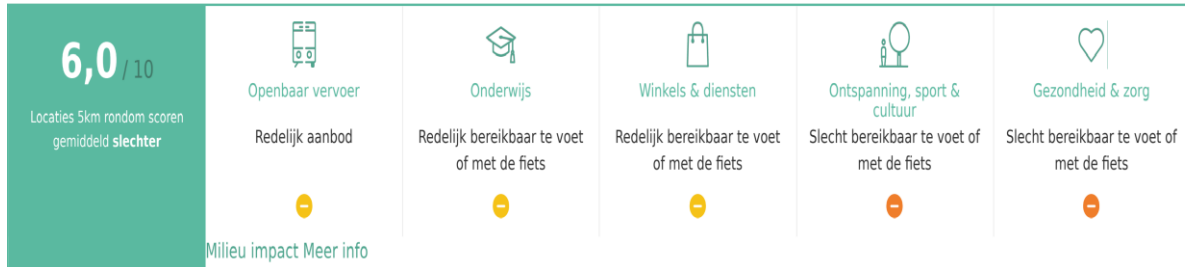 6,0 / 10
Locaties 5km rondom scoren
gemiddeld slechter
Openbaar vervoer
Redelijk aanbod
Onderwijs
Redelijk bereikbaar te voet
of met de fiets
Winkels & diensten
Redelijk bereikbaar te voet
of met de fiets
Ontspanning, sport &
cultuur
Slecht bereikbaar te voet of
met de fiets
Gezondheid & zorg
Slecht bereikbaar te voet of
met de fiets
Milieu impact Meer info